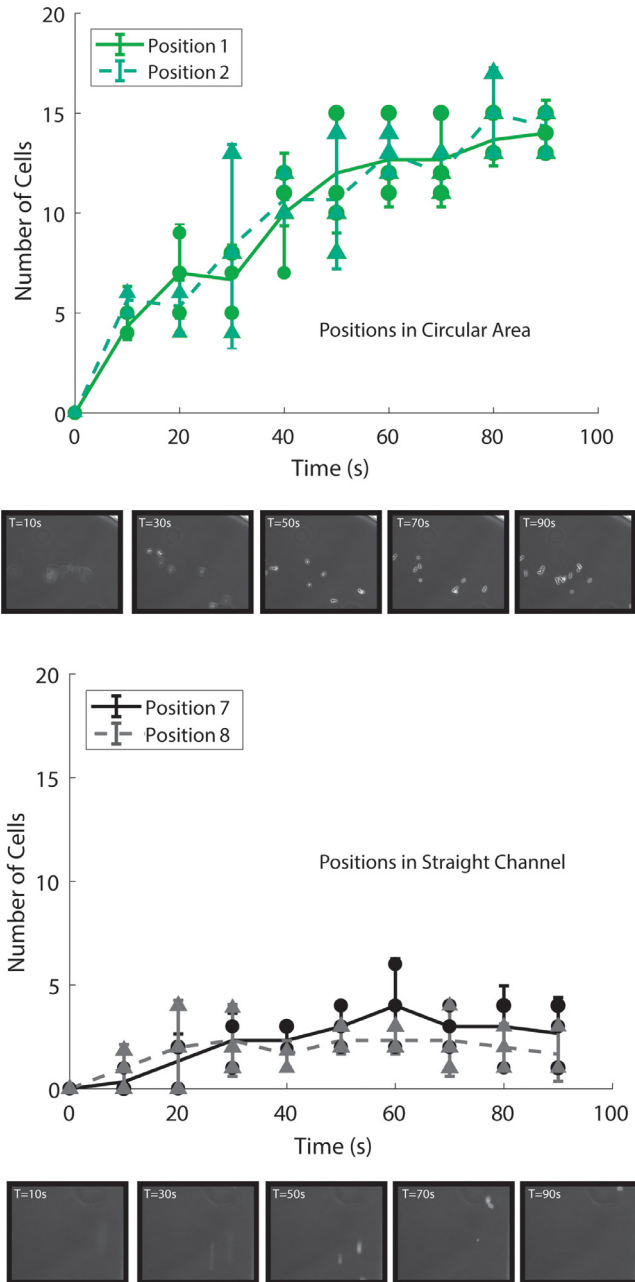 20
Position 1
Position 2
15
Number of Cells
10
5
Positions in Circular Area
0
0 20 40 60 80 100
Time (s)
T=10s T=30s T=50s T=70s T=90s
20
Position 7
Position 8
15
Number of Cells
Positions in Straight Channel
10
5
0
0 20 40 60 80 100
Time (s)
T=10s T=30s T=50s T=70s T=90s